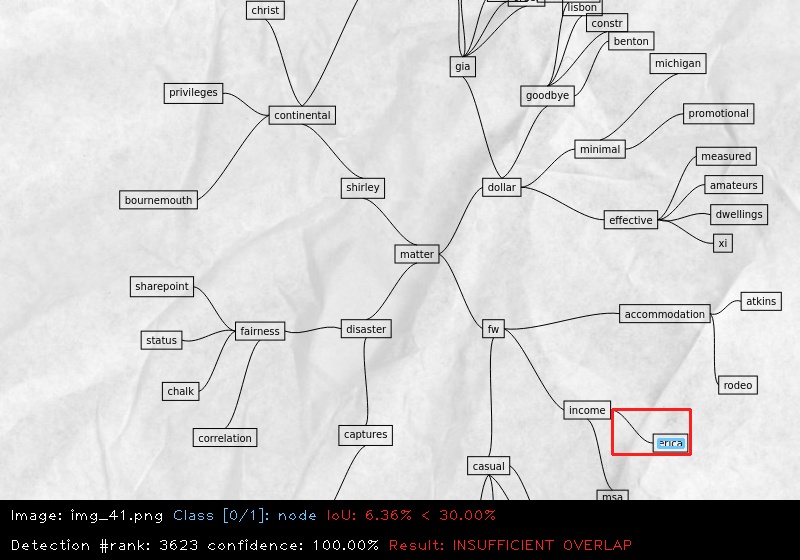 christ
lisbon
constr
benton
gia
michigan
privileges
goodbye
continental
promotional
minimal
measured
shirley
dollar
amateurs
bournemouth
dwellings
effective
xi
matter
sharepoint
atkins
accommodation
fairness
disaster
fw
status
rodeo
chalk
income
captures
correlation
erica
casual
msa
Image: img_41.png Class [0/1]: node IoU: 6.36% < 30.00%
Detection #rank: 3623 confidence: 100.00% Result: INSUFFICIENT OVERLAP